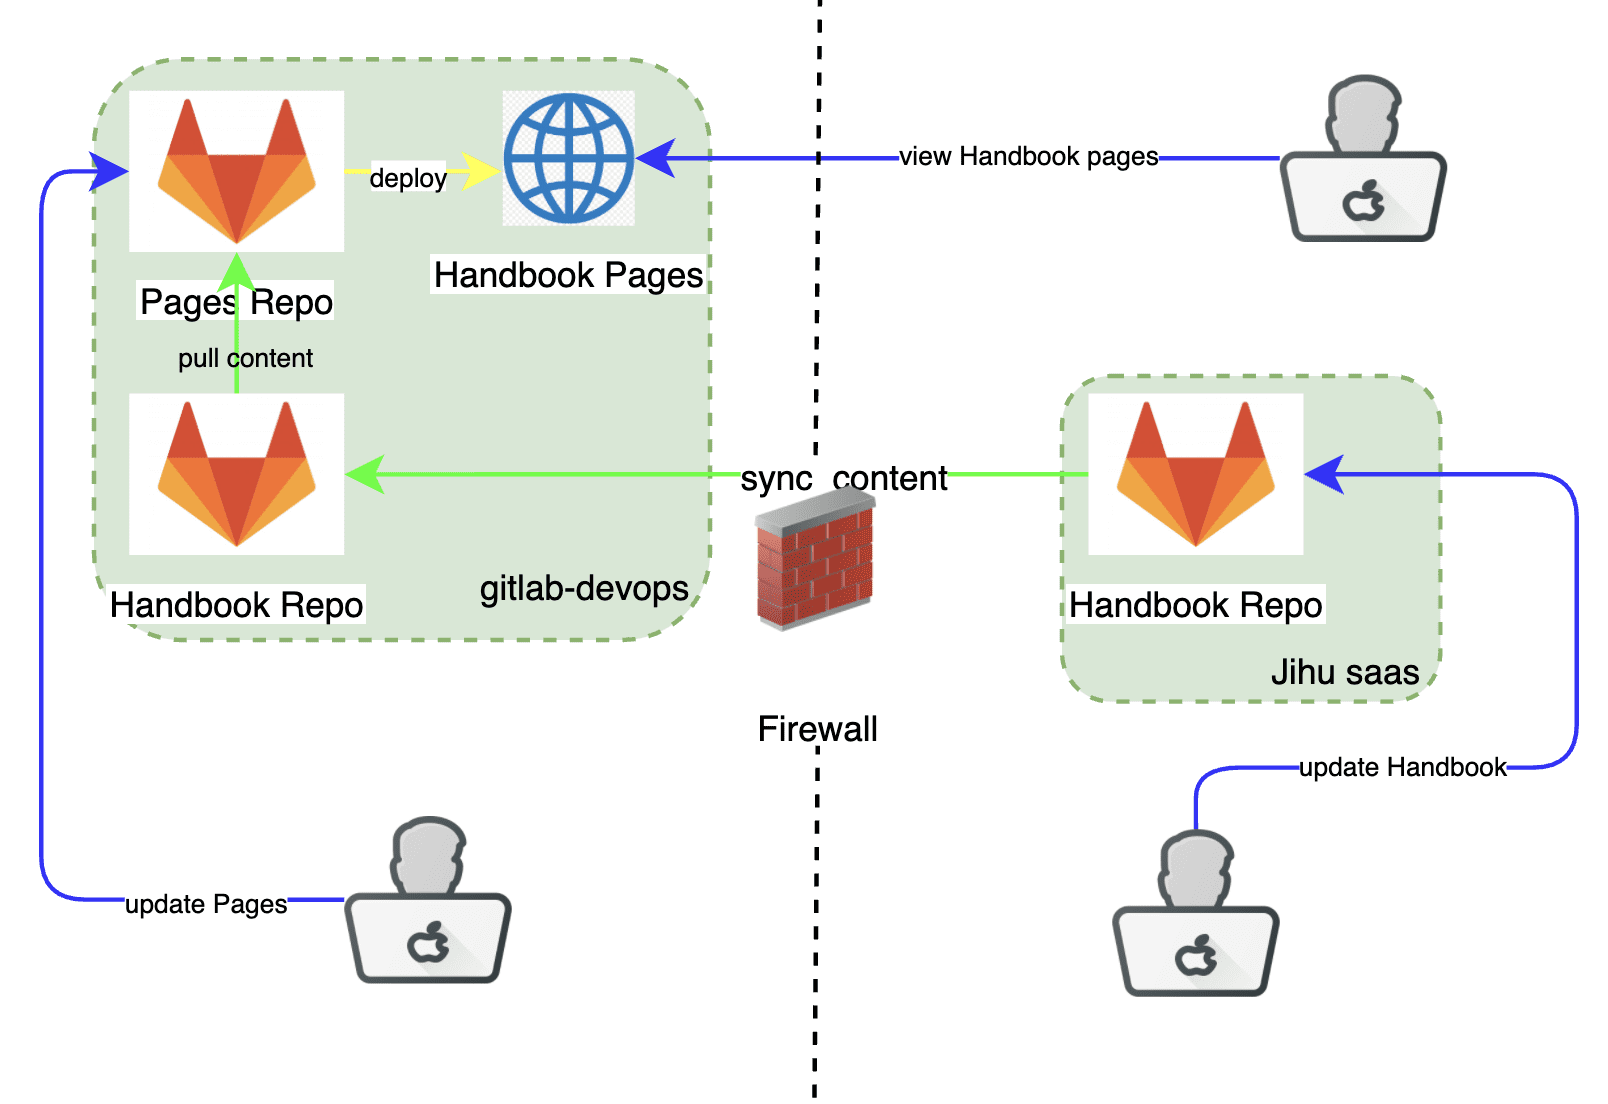 view Handbook pages
deploy
Handbook Pages
Pages Repo
pull content
sync content
gitlab-devops
Handbook Repo
Handbook Repo
Jihu saas
Firewall
update Handbook
update Pages